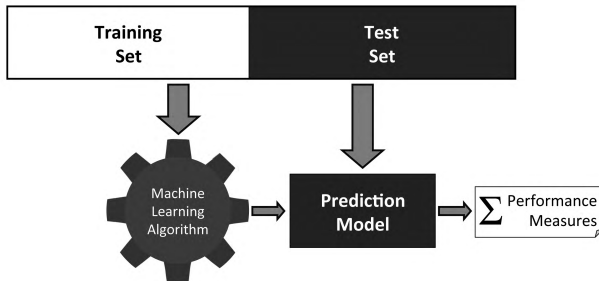 Training
Set
Test
Set
Machine
Learning
Algorithm
Prediction
Model
Σ Performance
Measures